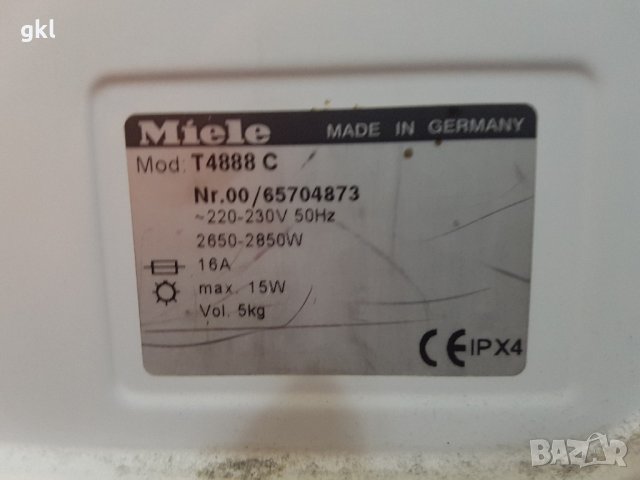 gkl
Miele MADE IN GERMANY
Mod: T4888 C
Nr.00/65704873
~220-230V 50Hz
2650-2850W
16A
max. 15W
Vol. 5kg
CE IPX4
BAZAR